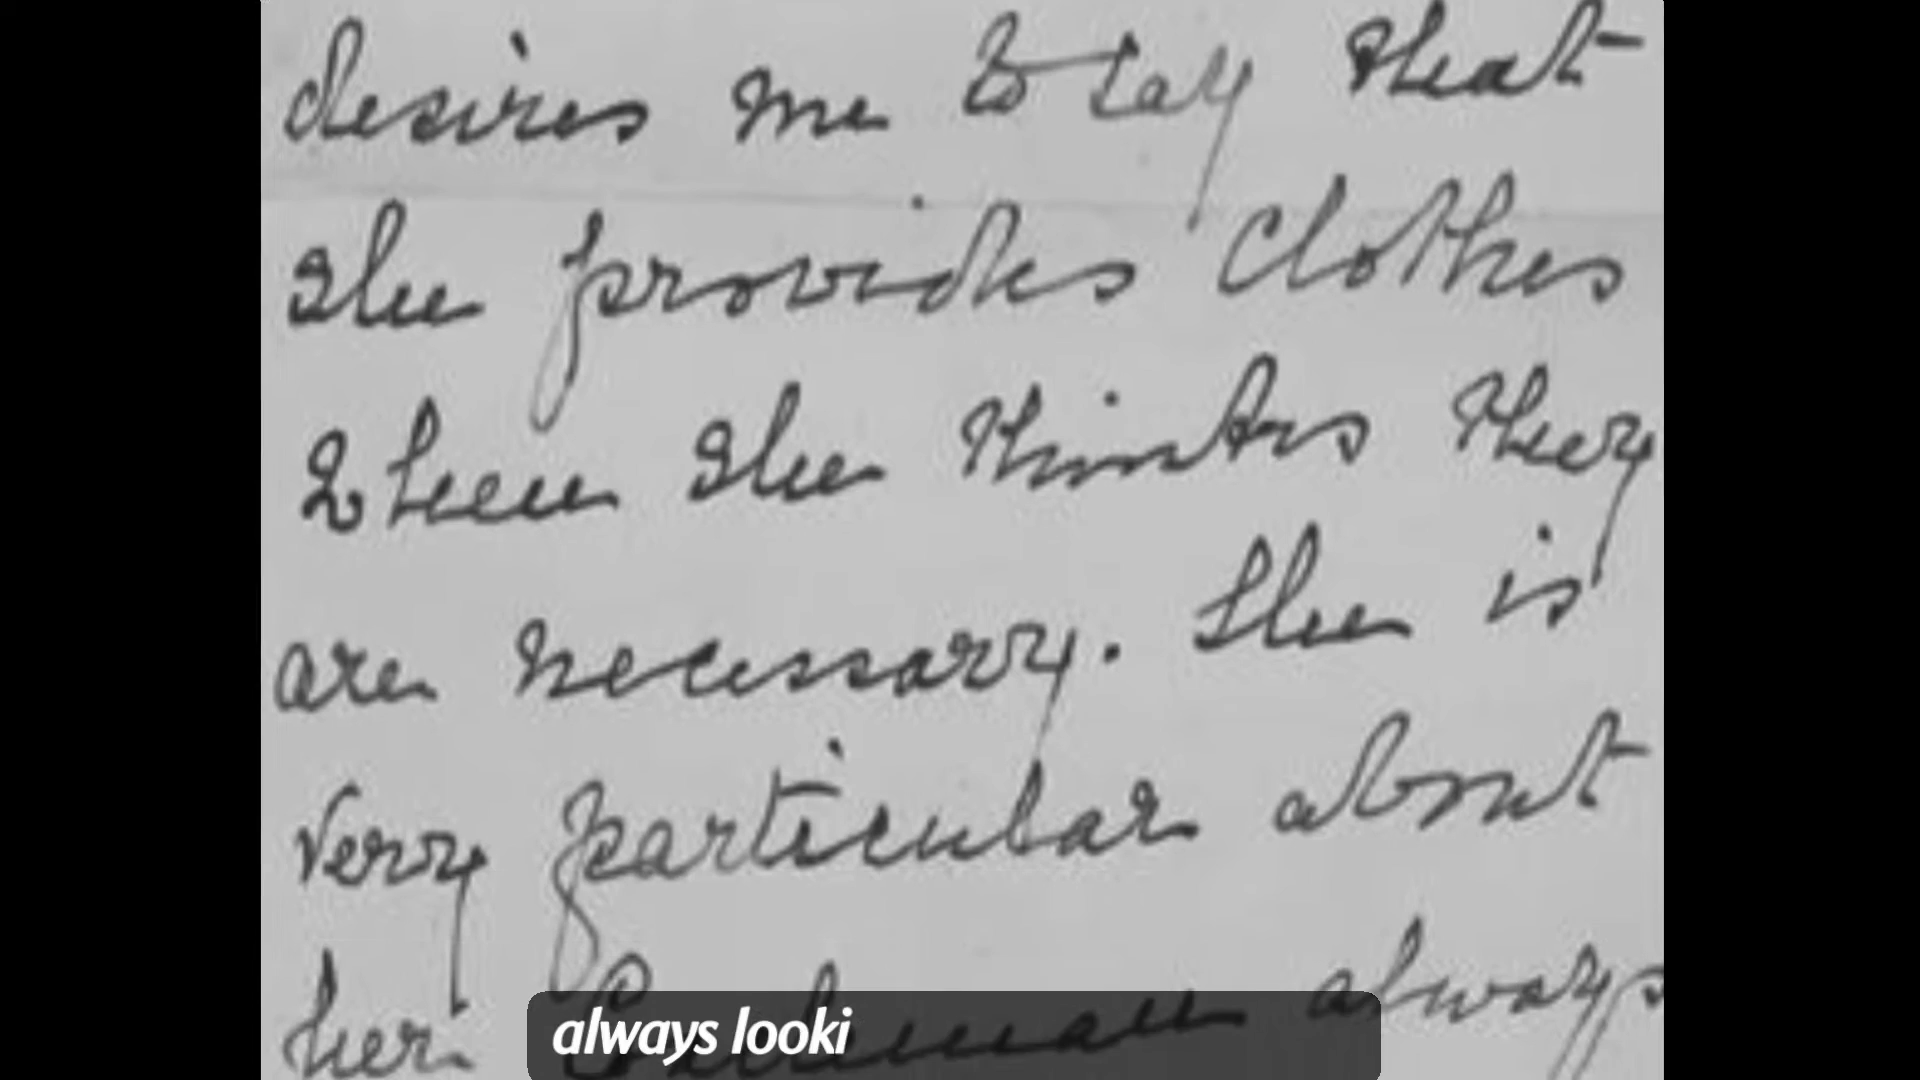 desires me to say that
she provides clothes
when she thinks they
are necessary. She is
very particular about
her Coachman always
always looki